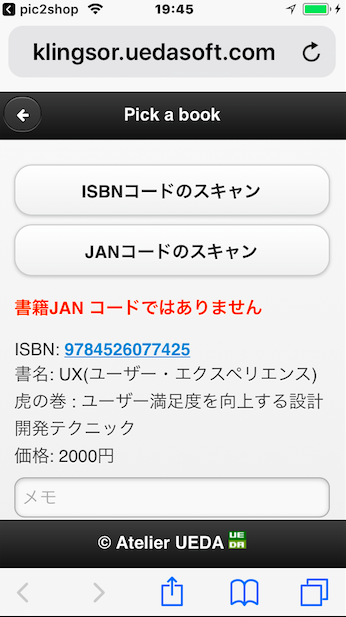 pic2shop 19:45
klingsor.uedasoft.com
Pick a book
ISBNコードのスキャン
JANコードのスキャン
書籍JAN コードではありません
ISBN: 9784526077425
書名: UX(ユーザー・エクスペリエンス)
虎の巻 : ユーザー満足度を向上する設計
開発テクニック
価格: 2000円
メモ
© Atelier UEDA UE
DA